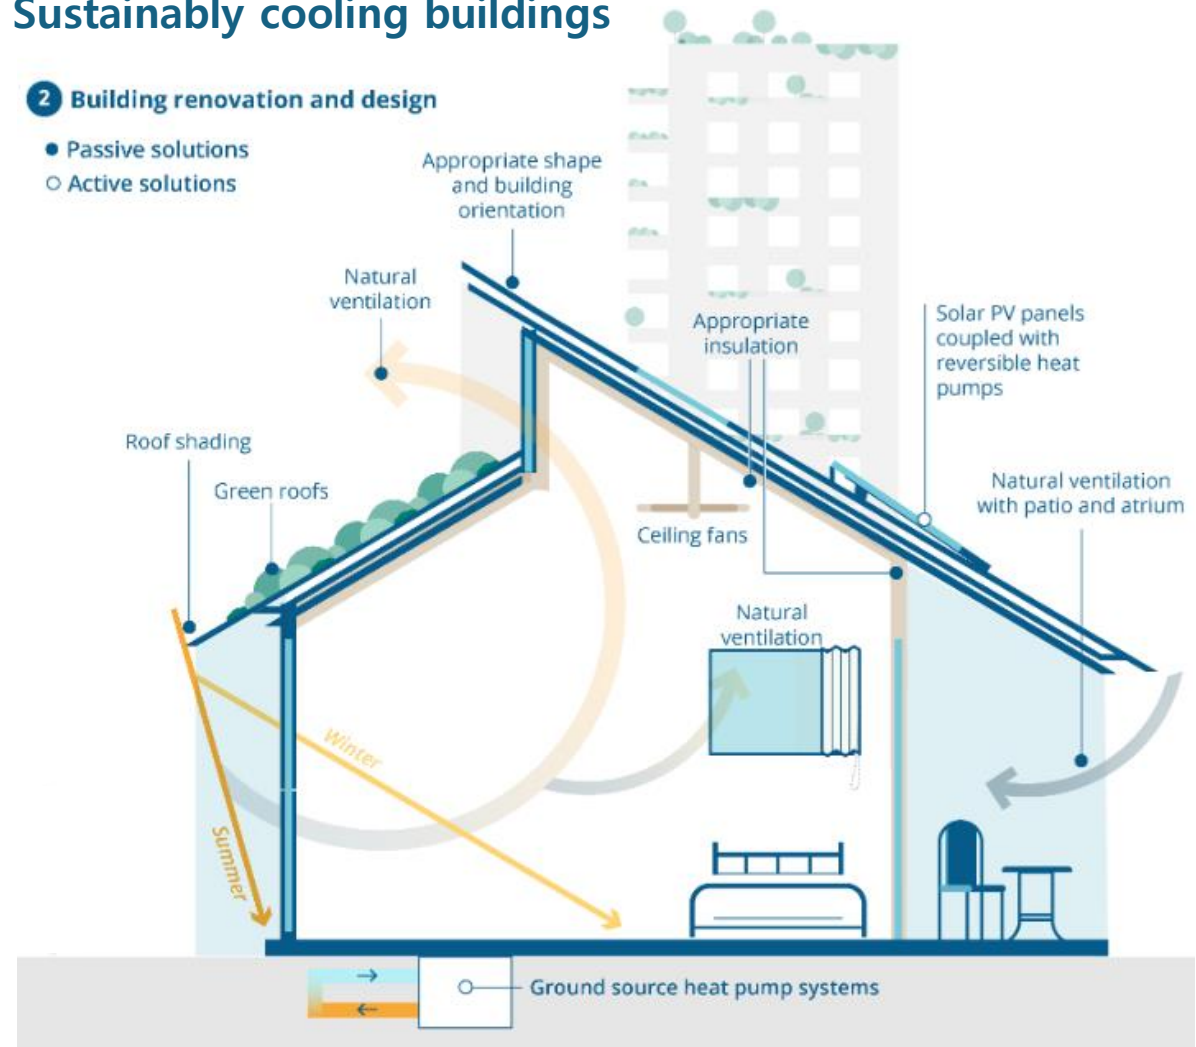 Sustainably cooling buildings
2 Building renovation and design
Passive solutions
Active solutions
Appropriate shape
and building
orientation
Natural
ventilation
Appropriate
insulation
Solar PV panels
coupled with
reversible heat
pumps
Roof shading
Green roofs
Natural ventilation
with patio and atrium
Ceiling fans
Natural
ventilation
Winter
Summer
Ground source heat pump systems